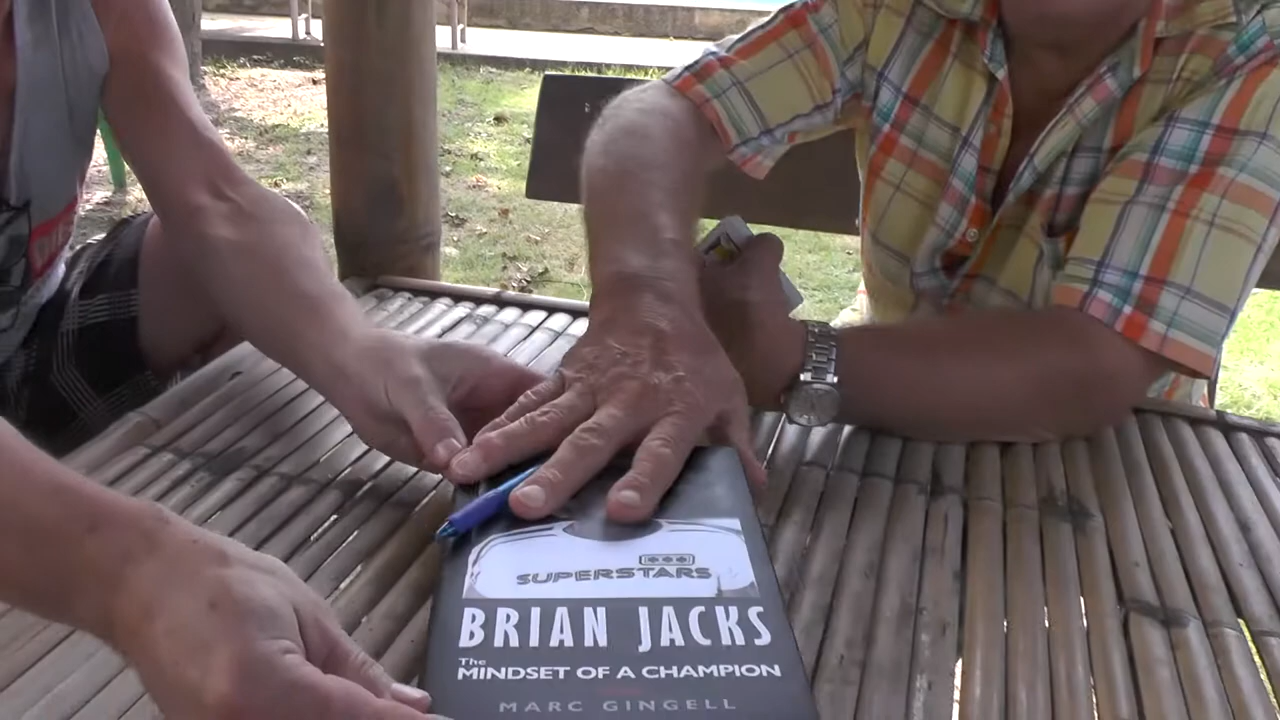 SUPERSTARS
BRIAN JACKS
The
MINDSET OF A CHAMPION
MARC GINGELL